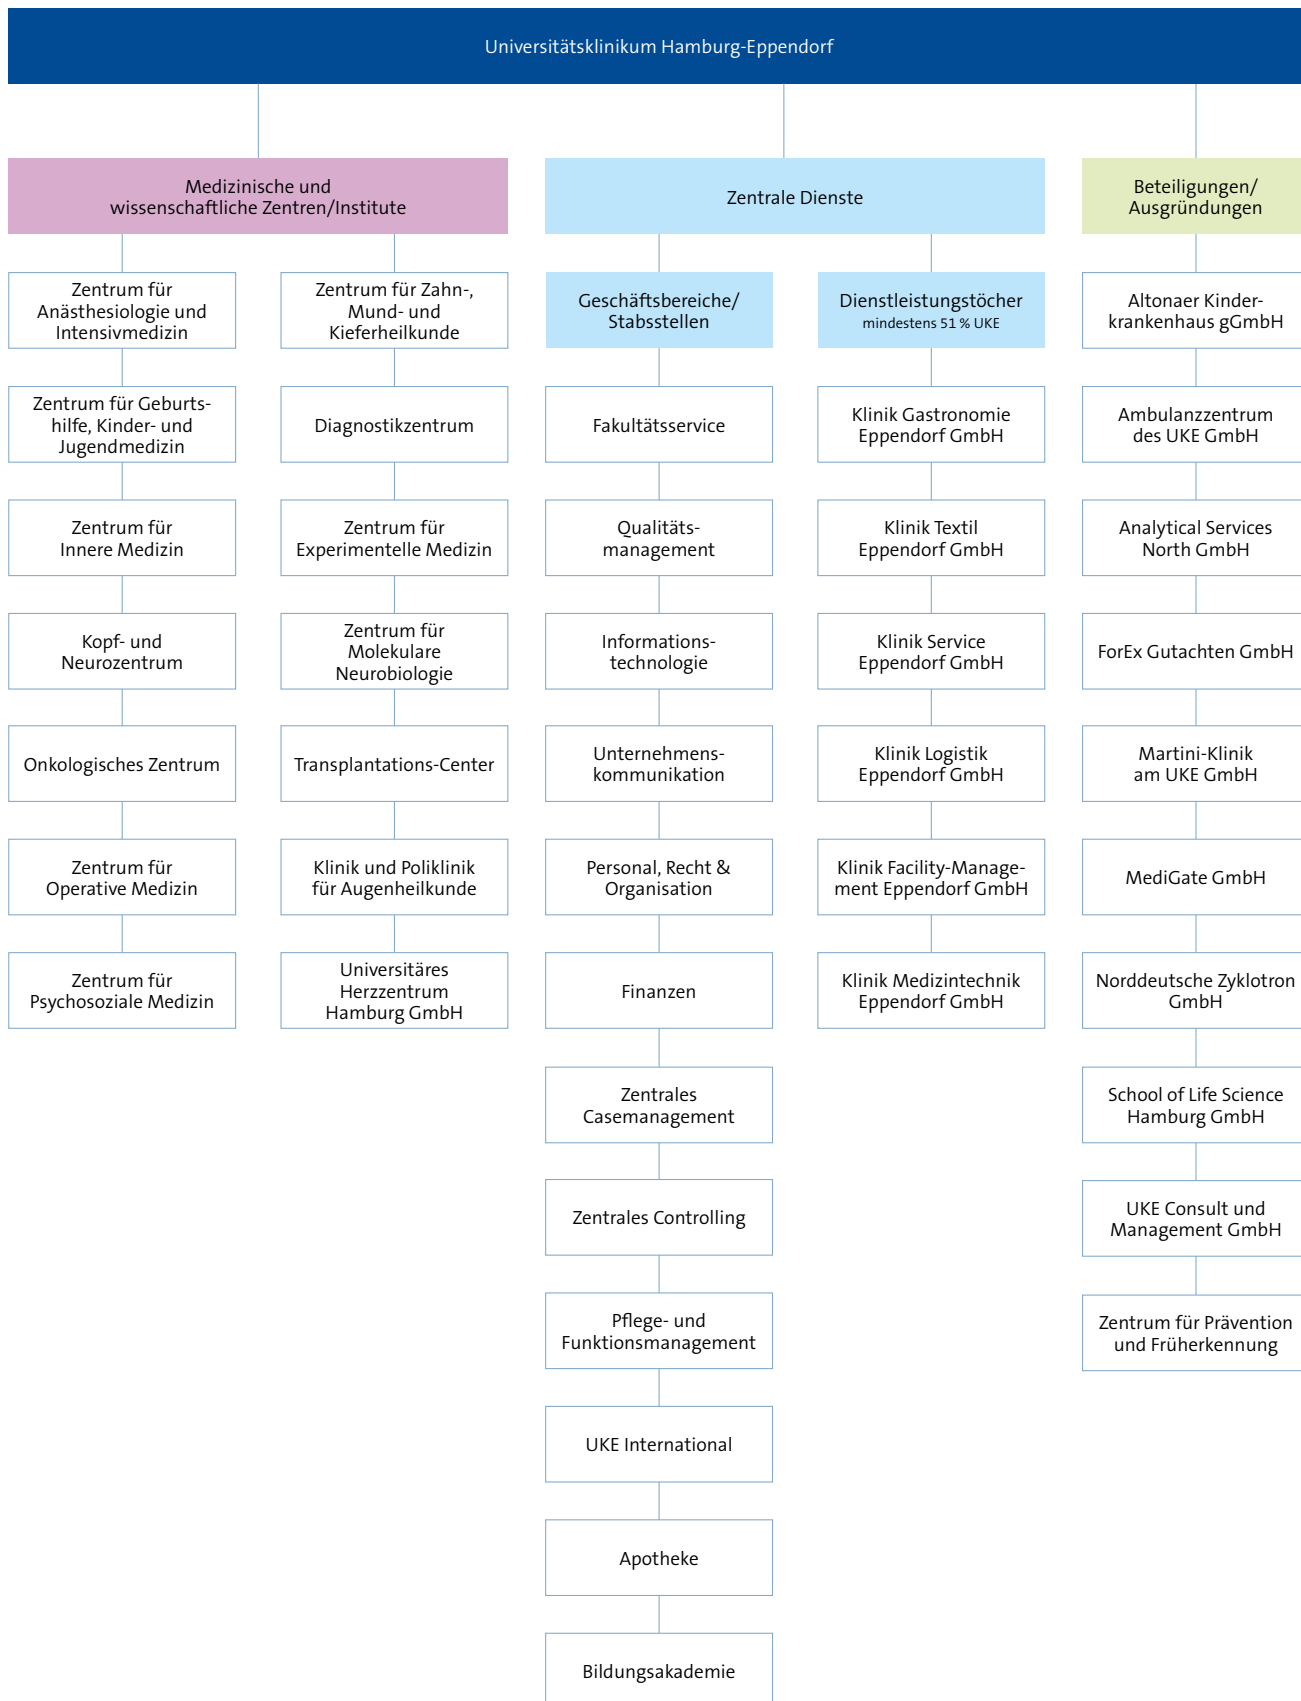 Universitätsklinikum Hamburg-Eppendorf
Medizinische und
wissenschaftliche Zentren/Institute
Zentrum für
Anästhesiologie und
Intensivmedizin
Zentrum für Geburts-
hilfe, Kinder- und
Jugendmedizin
Zentrum für
Innere Medizin
Kopf- und
Neurozentrum
Onkologisches Zentrum
Zentrum für
Operative Medizin
Zentrum für
Psychosoziale Medizin
Zentrum für Zahn-,
Mund- und
Kieferheilkunde
Diagnostikzentrum
Zentrum für
Experimentelle Medizin
Zentrum für
Molekulare
Neurobiologie
Transplantations-Center
Klinik und Poliklinik
für Augenheilkunde
Universitäres
Herzzentrum
Hamburg GmbH
Zentrale Dienste
Geschäftsbereiche/
Stabsstellen
Fakultätsservice
Qualitäts-
management
Informations-
technologie
Unternehmens-
kommunikation
Personal, Recht &
Organisation
Finanzen
Zentrales
Casemanagement
Zentrales Controlling
Pflege- und
Funktionsmanagement
UKE International
Apotheke
Bildungsakademie
Dienstleistungstöcher
mindestens 51 % UKE
Klinik Gastronomie
Eppendorf GmbH
Klinik Textil
Eppendorf GmbH
Klinik Service
Eppendorf GmbH
Klinik Logistik
Eppendorf GmbH
Klinik Facility-Manage-
ment Eppendorf GmbH
Klinik Medizintechnik
Eppendorf GmbH
Beteiligungen/
Ausgründungen
Altonaer Kinder-
krankenhaus gGmbH
Ambulanzzentrum
des UKE GmbH
Analytical Services
North GmbH
ForEx Gutachten GmbH
Martini-Klinik
am UKE GmbH
MediGate GmbH
Norddeutsche Zyklotron
GmbH
School of Life Science
Hamburg GmbH
UKE Consult und
Management GmbH
Zentrum für Prävention
und Früherkennung